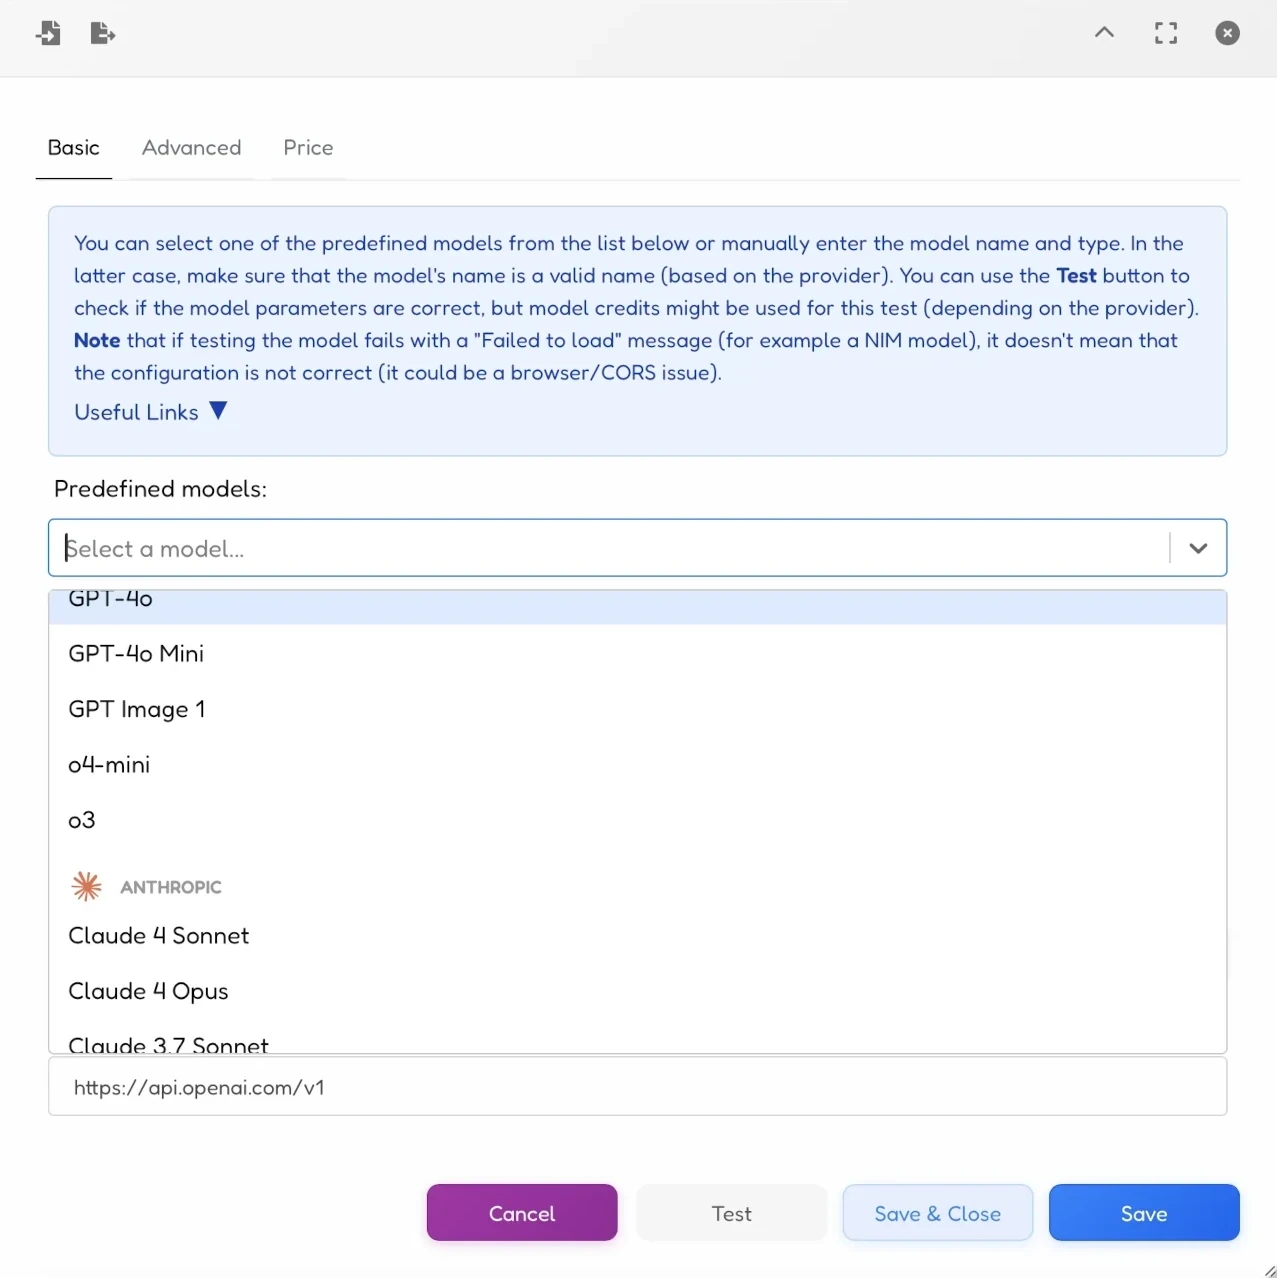 Basic Advanced Price
You can select one of the predefined models from the list below or manually enter the model name and type. In the
latter case, make sure that the model's name is a valid name (based on the provider). You can use the Test button to
check if the model parameters are correct, but model credits might be used for this test (depending on the provider).
Note that if testing the model fails with a "Failed to load" message (for example a NIM model), it doesn't mean that
the configuration is not correct (it could be a browser/CORS issue).
Useful Links ▼
Predefined models:
Select a model...
GPT-4o
GPT-4o Mini
GPT Image 1
o4-mini
o3
ANTHROPIC
Claude 4 Sonnet
Claude 4 Opus
Claude 3.7 Sonnet
https://api.openai.com/v1
Cancel Test Save & Close Save